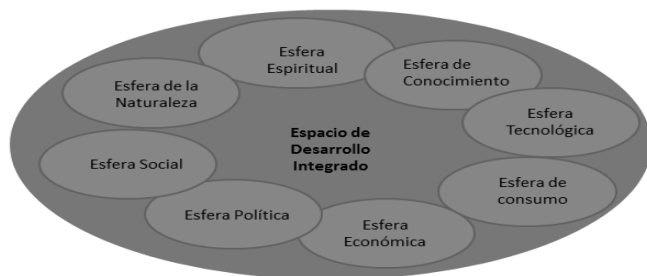 Esfera
Espiritual
Esfera de
Conocimiento
Esfera de la
Naturaleza
Esfera
Tecnológica
Espacio de
Desarrollo
Integrado
Esfera Social
Esfera de
consumo
Esfera Política
Esfera
Económica